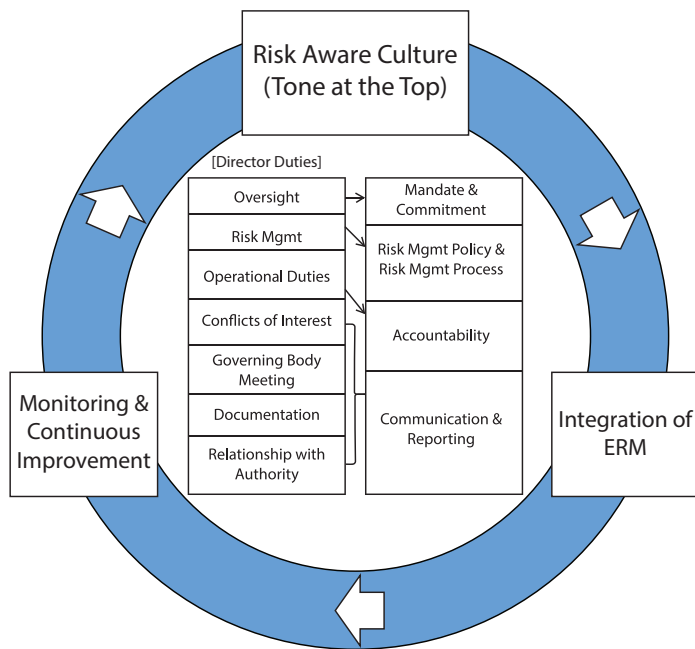 Risk Aware Culture
(Tone at the Top)
[Director Duties]
Oversight
Risk Mgmt
Operational Duties
Conflicts of Interest
Governing Body
Meeting
Documentation
Relationship with
Authority
Mandate &
Commitment
Risk Mgmt Policy &
Risk Mgmt Process
Accountability
Communication &
Reporting
Integration of
ERM
Monitoring &
Continuous
Improvement